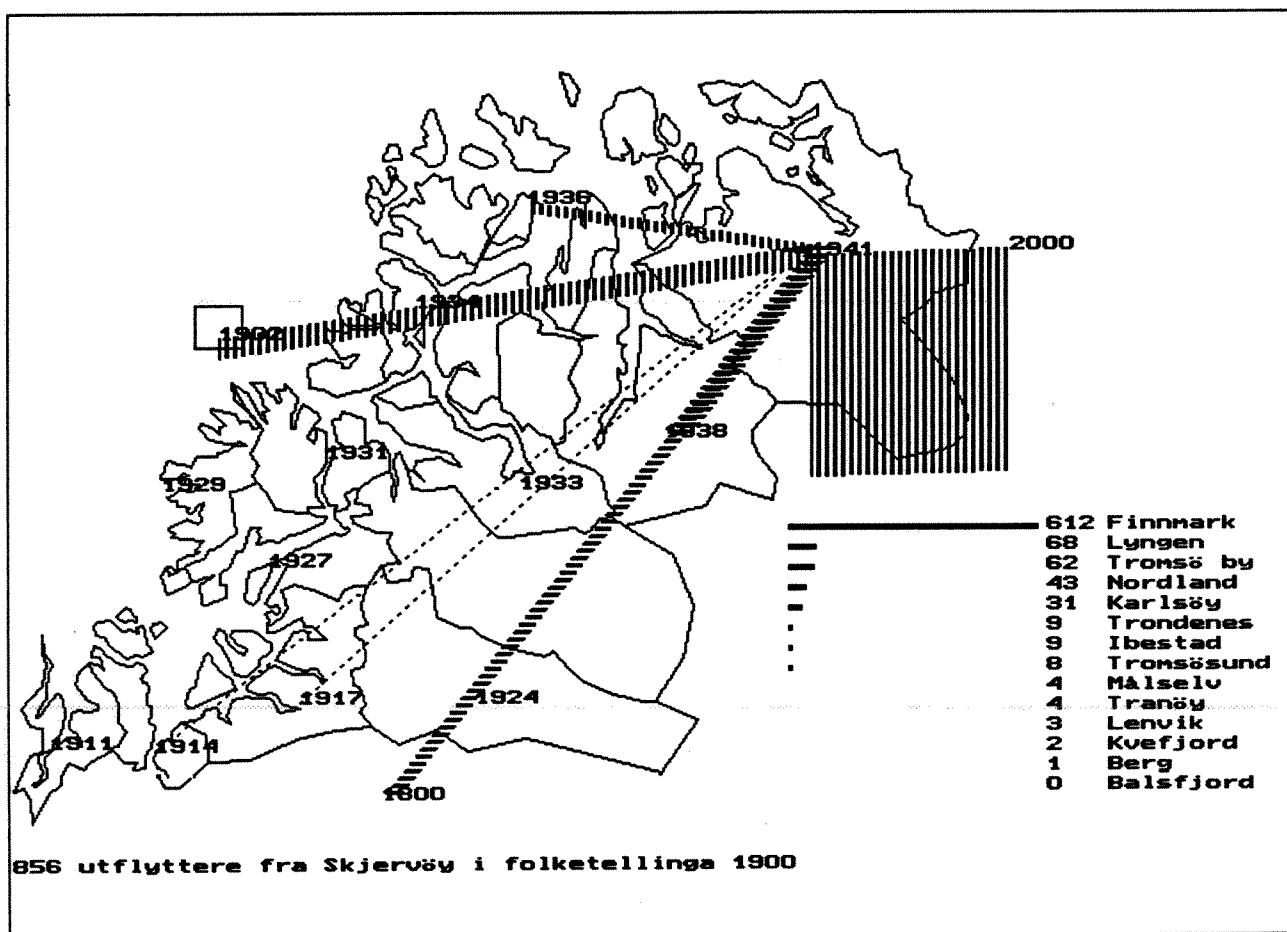 1936
1941
2000
1934
1902
1938
1931
1929
1933
612 Finnmark
68 Lyngen
62 Tromsö by
43 Nordland
31 Karlsöy
9 Trondenes
9 Ibestad
8 Tromsösund
4 Målselv
4 Tranöy
3 Lenvik
2 Kvefjord
1 Berg
0 Balsfjord
1927
1917
1924
1911
1914
1800
856 utflyttere fra Skjervöy i folketellinga 1900